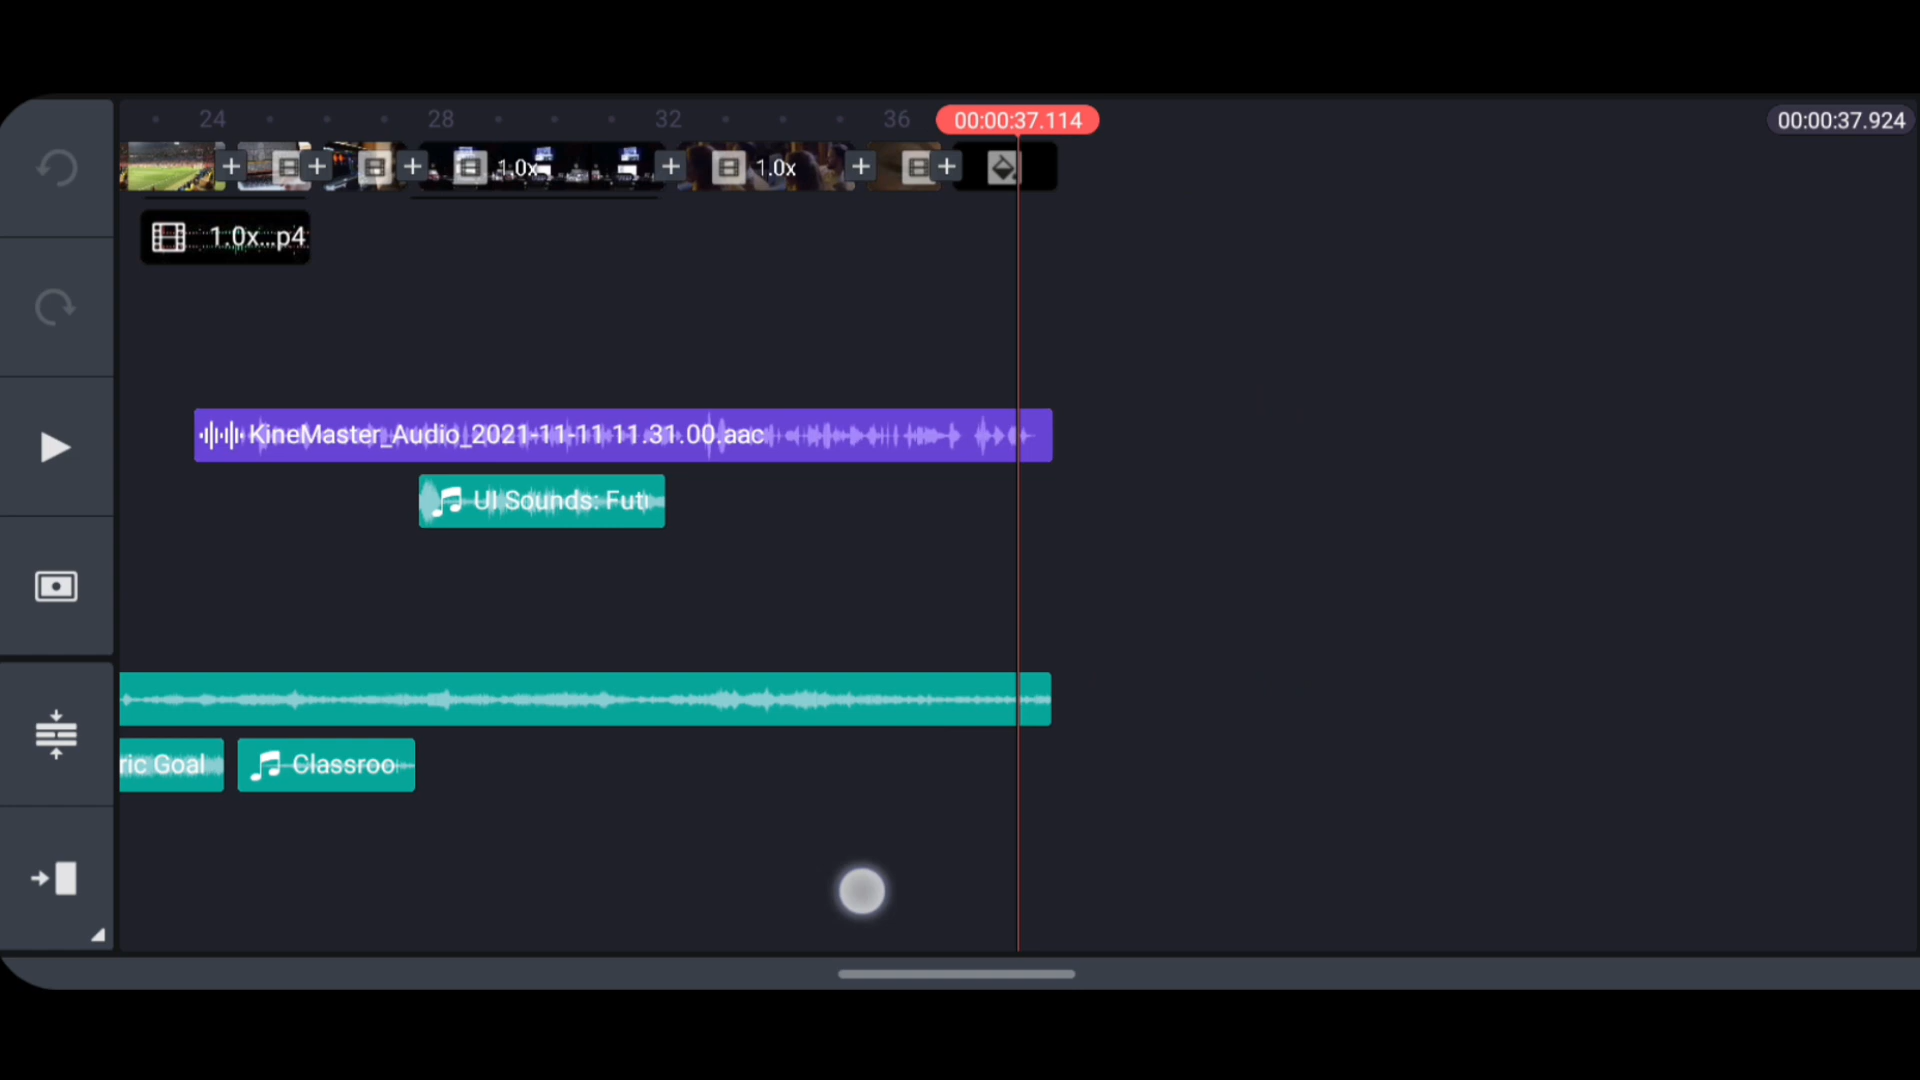 24 28 32 36 00:00:37.114 00:00:37.924
1.0x 1.0x
1.0x...p4
KineMaster_Audio_2021-11-11 11.31.00.aac
UI Sounds: Futu
ric Goal Classroo